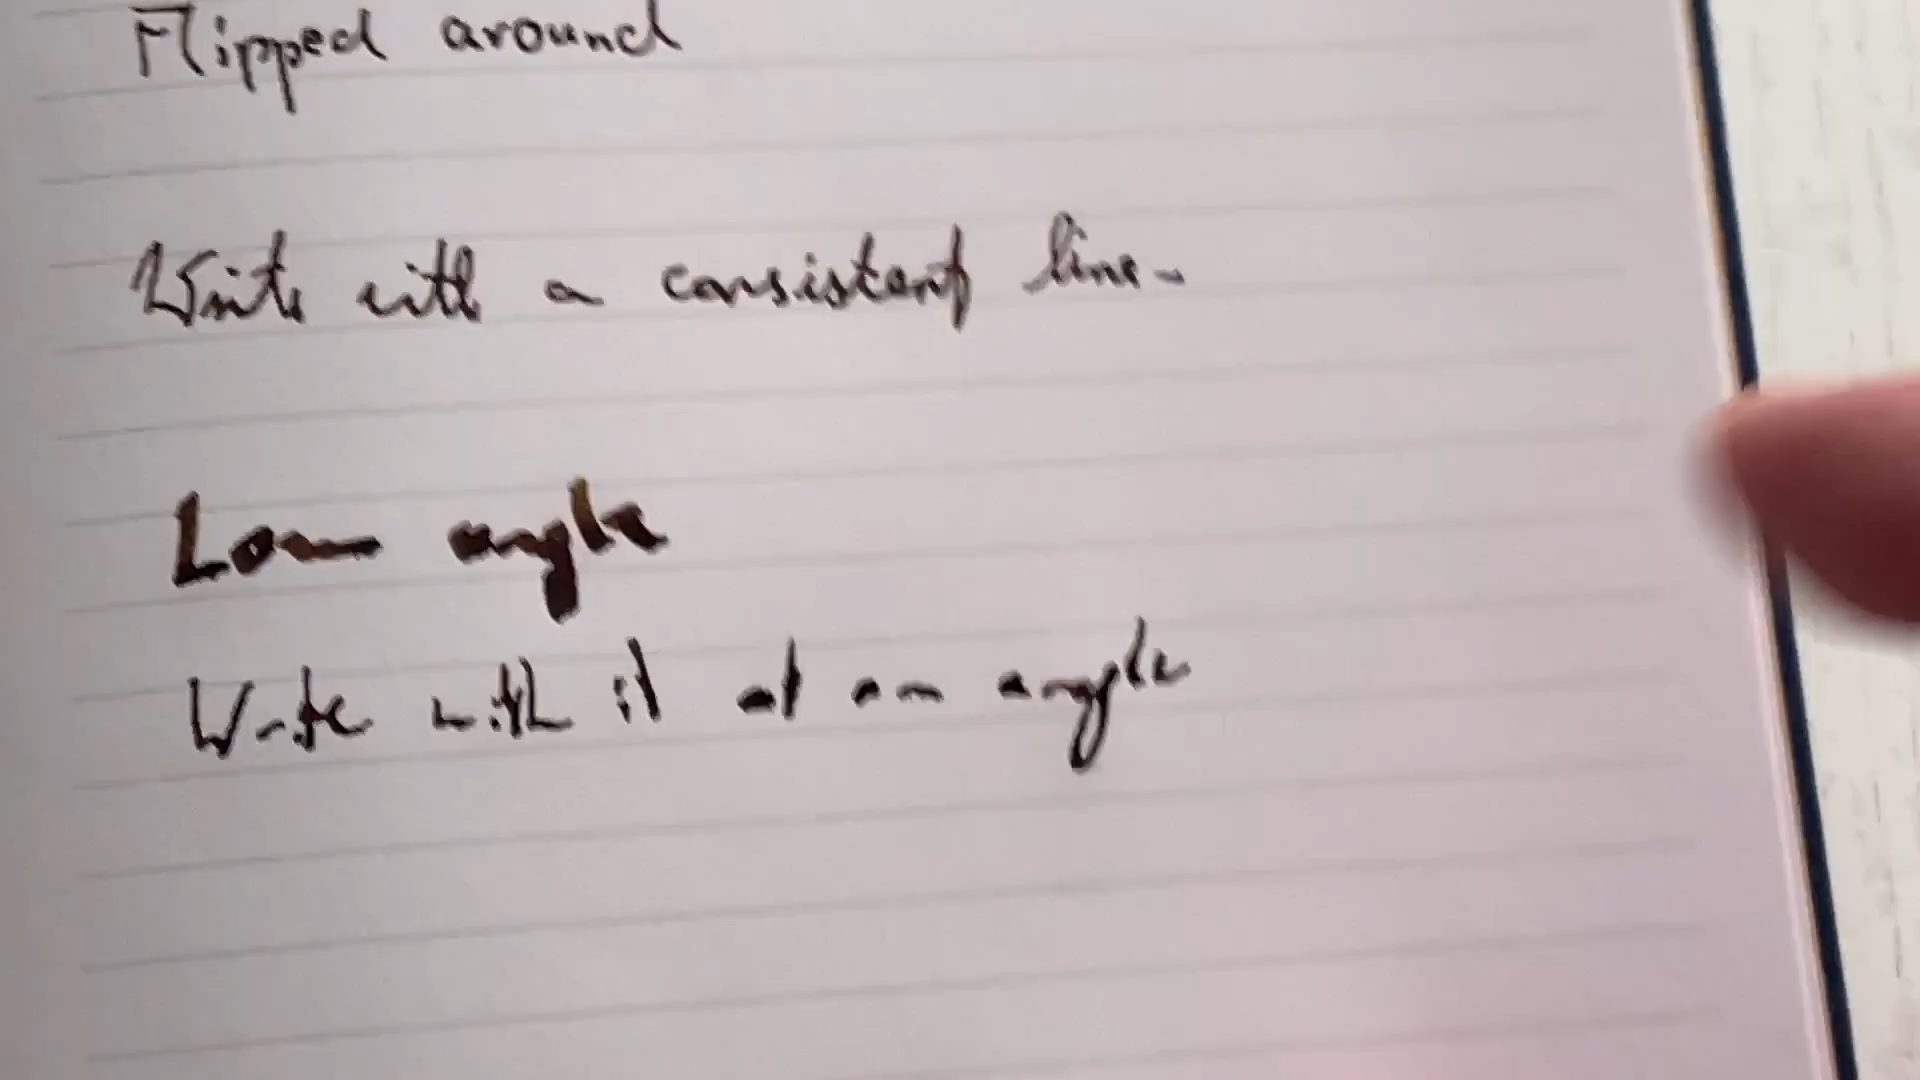 Flipped around
Write with a consistent line.
Low angle
Write with it at an angle